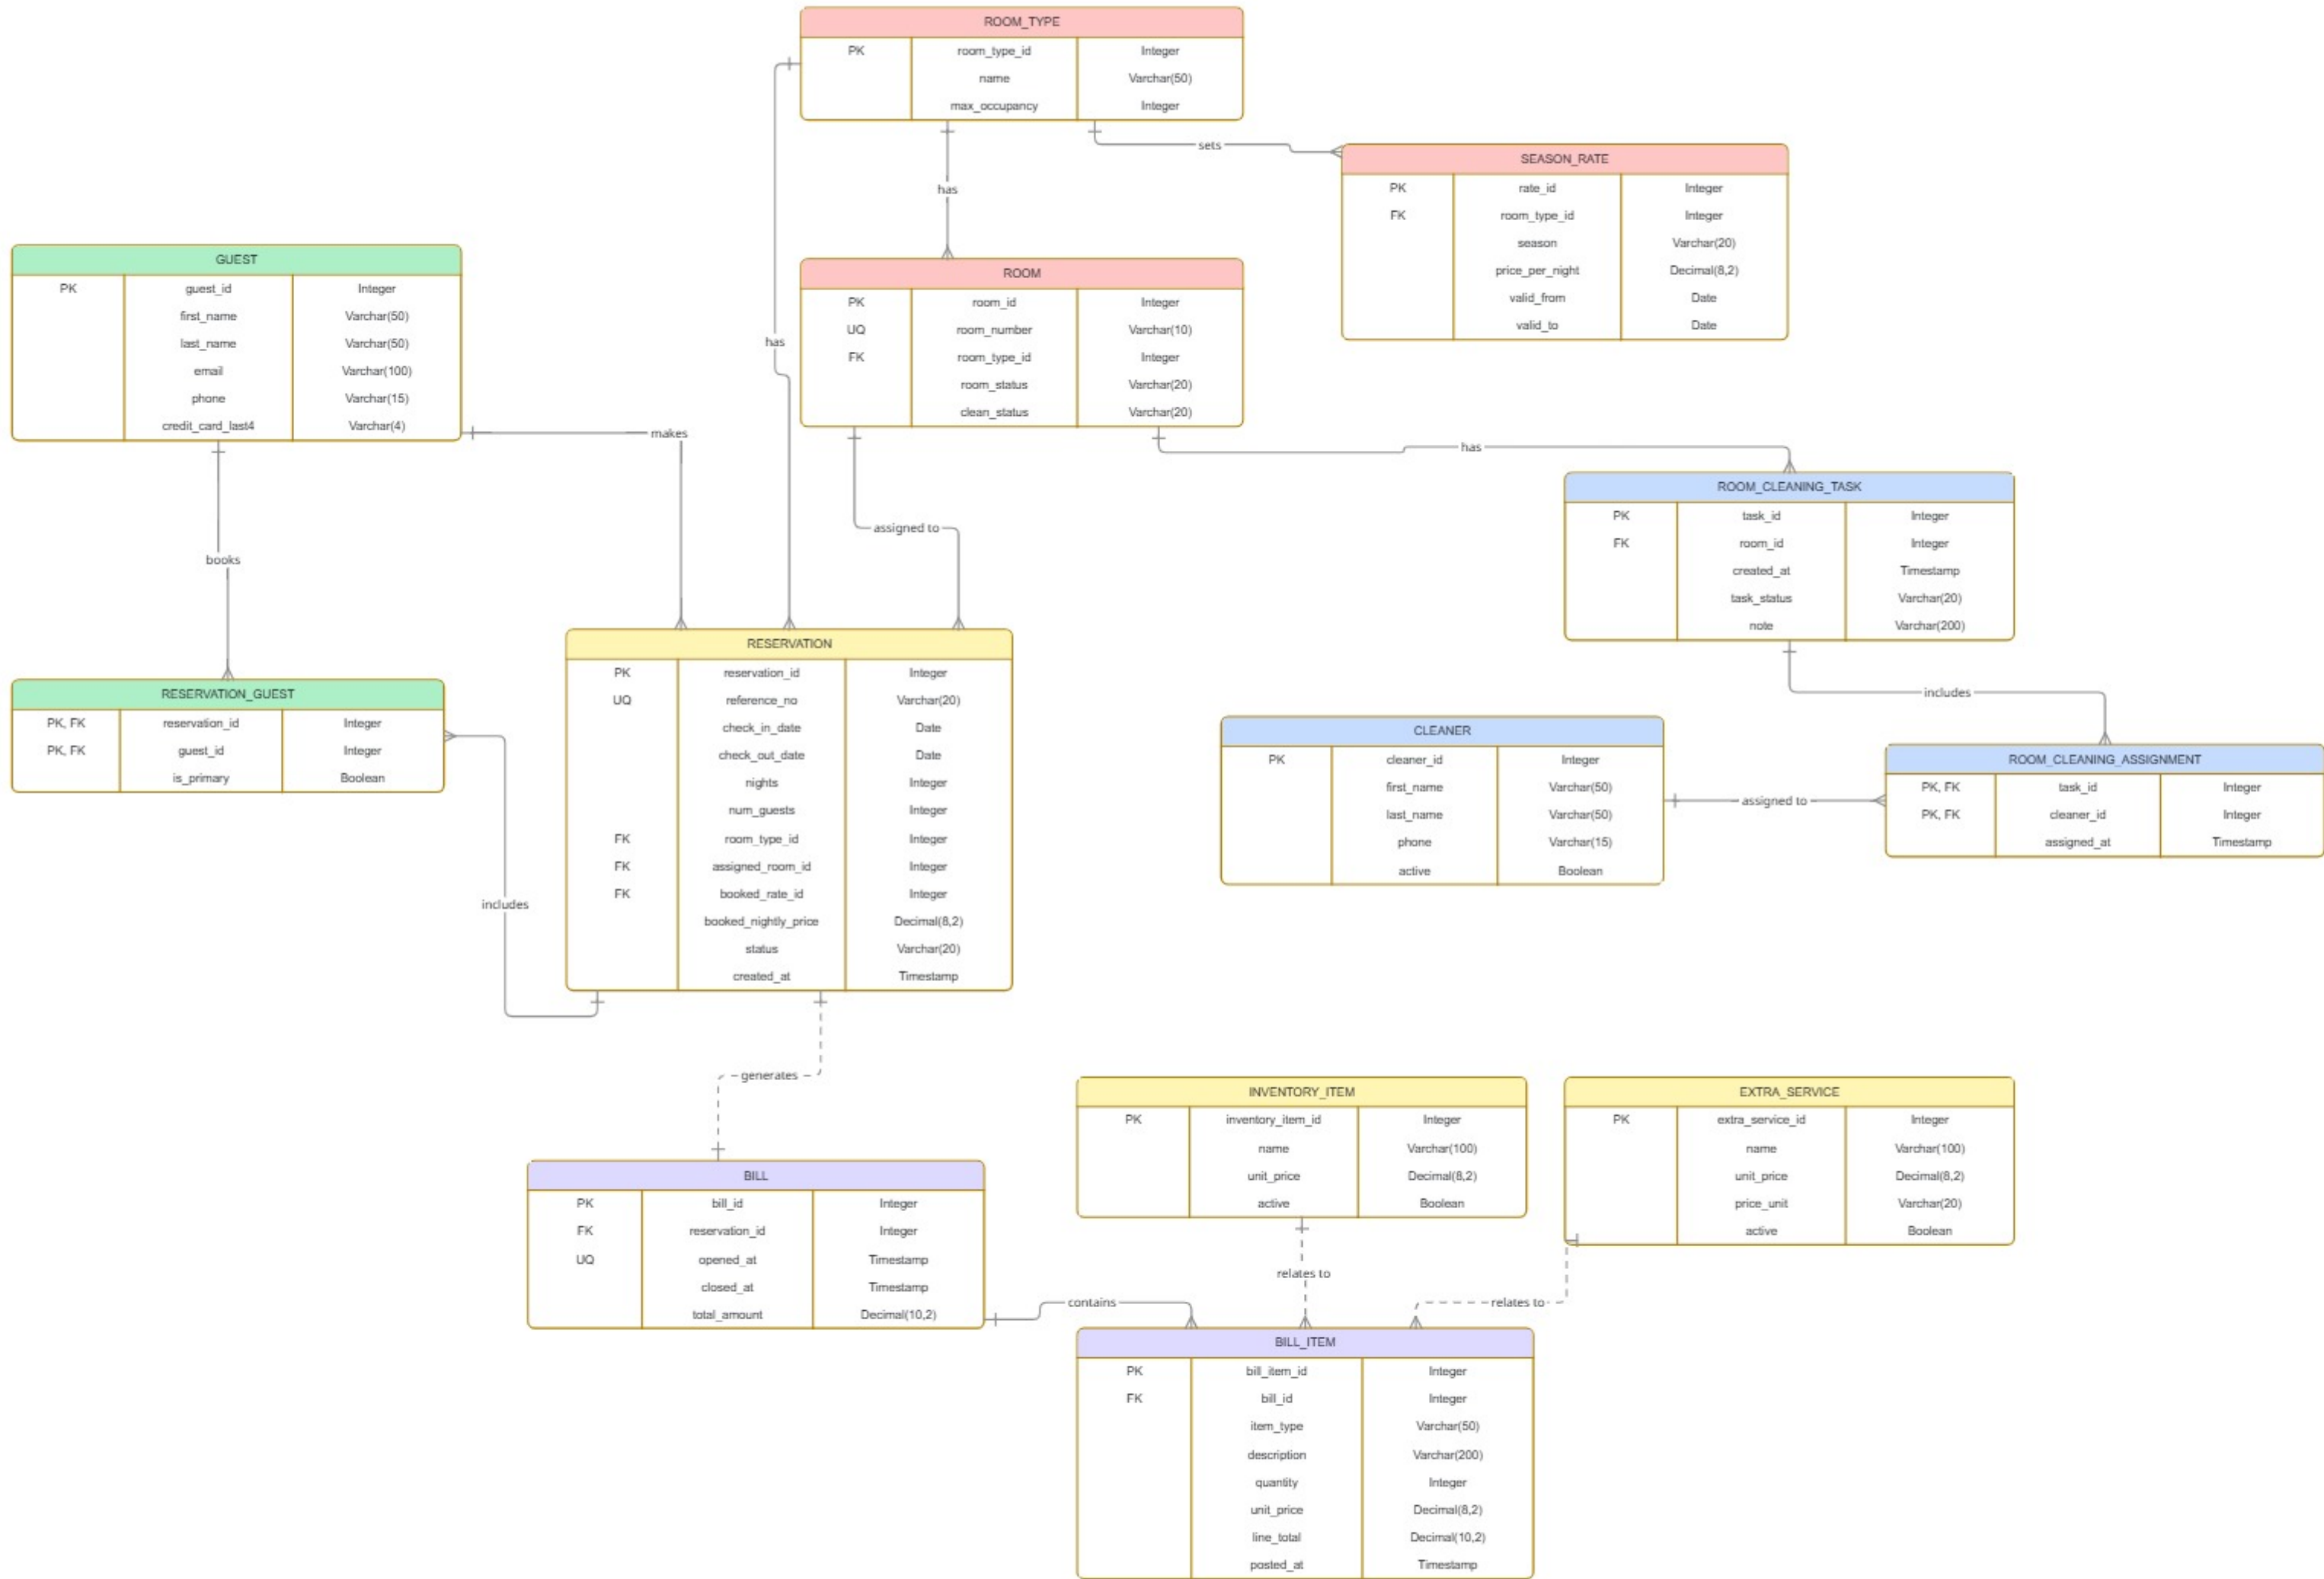 ROOM_TYPE
PK room_type_id Integer
name Varchar(50)
max_occupancy Integer
sets
has
has
SEASON_RATE
PK rate_id Integer
FK room_type_id Integer
season Varchar(20)
price_per_night Decimal(8,2)
valid_from Date
valid_to Date
GUEST
PK guest_id Integer
first_name Varchar(50)
last_name Varchar(50)
email Varchar(100)
phone Varchar(15)
credit_card_last4 Varchar(4)
ROOM
PK room_id Integer
UQ room_number Varchar(10)
FK room_type_id Integer
room_status Varchar(20)
clean_status Varchar(20)
makes
has
books
assigned to
ROOM_CLEANING_TASK
PK task_id Integer
FK room_id Integer
created_at Timestamp
task_status Varchar(20)
note Varchar(200)
RESERVATION_GUEST
PK, FK reservation_id Integer
PK, FK guest_id Integer
is_primary Boolean
RESERVATION
PK reservation_id Integer
UQ reference_no Varchar(20)
check_in_date Date
check_out_date Date
nights Integer
num_guests Integer
FK room_type_id Integer
FK assigned_room_id Integer
FK booked_rate_id Integer
booked_nightly_price Decimal(8,2)
status Varchar(20)
created_at Timestamp
includes
includes
CLEANER
PK cleaner_id Integer
first_name Varchar(50)
last_name Varchar(50)
phone Varchar(15)
active Boolean
assigned to
ROOM_CLEANING_ASSIGNMENT
PK, FK task_id Integer
PK, FK cleaner_id Integer
assigned_at Timestamp
generates
BILL
PK bill_id Integer
FK reservation_id Integer
UQ opened_at Timestamp
closed_at Timestamp
total_amount Decimal(10,2)
INVENTORY_ITEM
PK inventory_item_id Integer
name Varchar(100)
unit_price Decimal(8,2)
active Boolean
EXTRA_SERVICE
PK extra_service_id Integer
name Varchar(100)
unit_price Decimal(8,2)
price_unit Varchar(20)
active Boolean
contains
relates to
relates to
BILL_ITEM
PK bill_item_id Integer
FK bill_id Integer
item_type Varchar(50)
description Varchar(200)
quantity Integer
unit_price Decimal(8,2)
line_total Decimal(10,2)
posted_at Timestamp